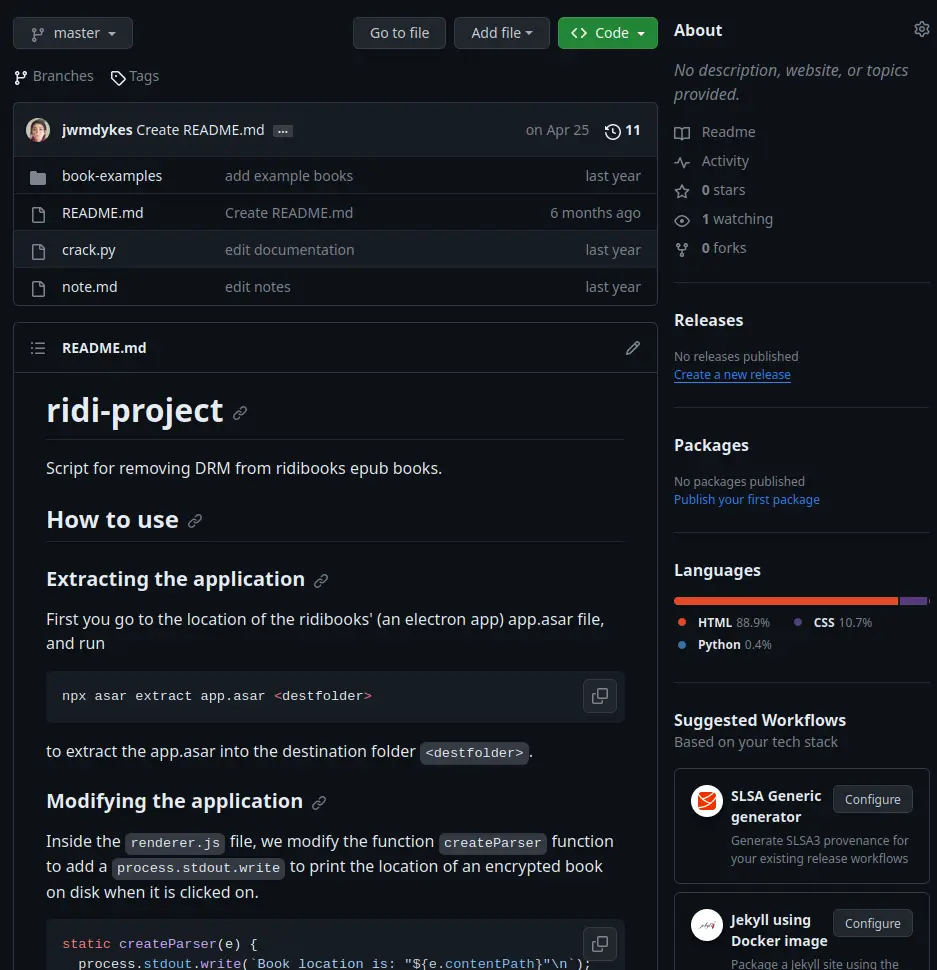 master
Go to file
Add file
Code
Branches
Tags
jwmdykes Create README.md ...
on Apr 25
11
book-examples
add example books
last year
README.md
Create README.md
6 months ago
crack.py
edit documentation
last year
note.md
edit notes
last year
README.md
ridi-project
Script for removing DRM from ridibooks epub books.
How to use
Extracting the application
First you go to the location of the ridibooks' (an electron app) app.asar file,
and run
npx asar extract app.asar <destfolder>
to extract the app.asar into the destination folder <destfolder>.
Modifying the application
Inside the renderer.js file, we modify the function createParser function
to add a process.stdout.write to print the location of an encrypted book
on disk when it is clicked on.
static createParser(e) {
process.stdout.write(`Book location is: "${e.contentPath}"\n`);
About
No description, website, or topics
provided.
Readme
Activity
0 stars
1 watching
0 forks
Releases
No releases published
Create a new release
Packages
No packages published
Publish your first package
Languages
HTML 88.9%
CSS 10.7%
Python 0.4%
Suggested Workflows
Based on your tech stack
SLSA Generic
generator
Configure
Generate SLSA3 provenance for
your existing release workflows
Jekyll using
Docker image
Configure
Package a Jekyll site using the